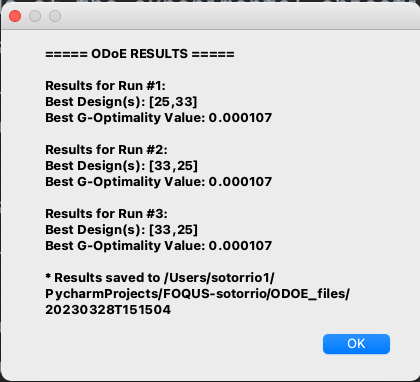 ===== ODoE RESULTS =====
Results for Run #1:
Best Design(s): [25,33]
Best G-Optimality Value: 0.000107
Results for Run #2:
Best Design(s): [33,25]
Best G-Optimality Value: 0.000107
Results for Run #3:
Best Design(s): [33,25]
Best G-Optimality Value: 0.000107
* Results saved to /Users/sotorrio1/
PycharmProjects/FOQUS-sotorrio/ODOE_files/
20230328T151504
OK